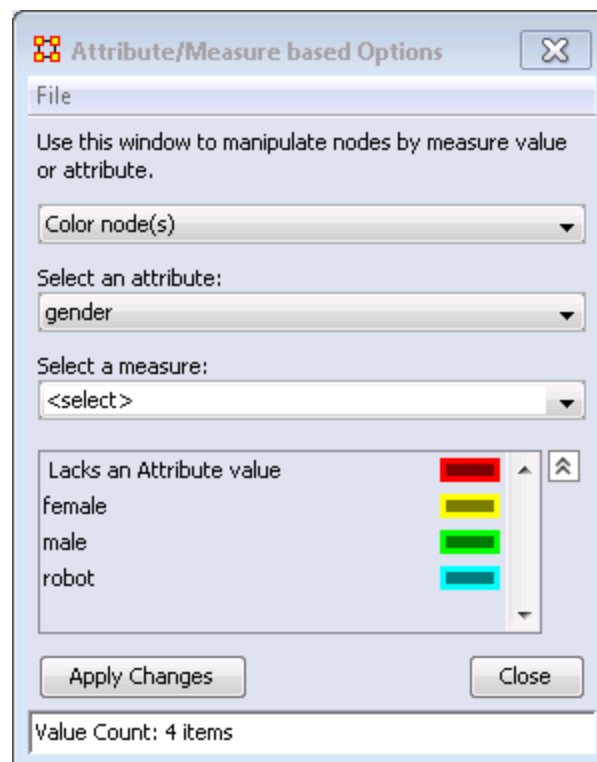 Attribute/Measure based Options
File
Use this window to manipulate nodes by measure value
or attribute.
Color node(s)
Select an attribute:
gender
Select a measure:
<select>
Lacks an Attribute value
female
male
robot
Apply Changes
Close
Value Count: 4 items